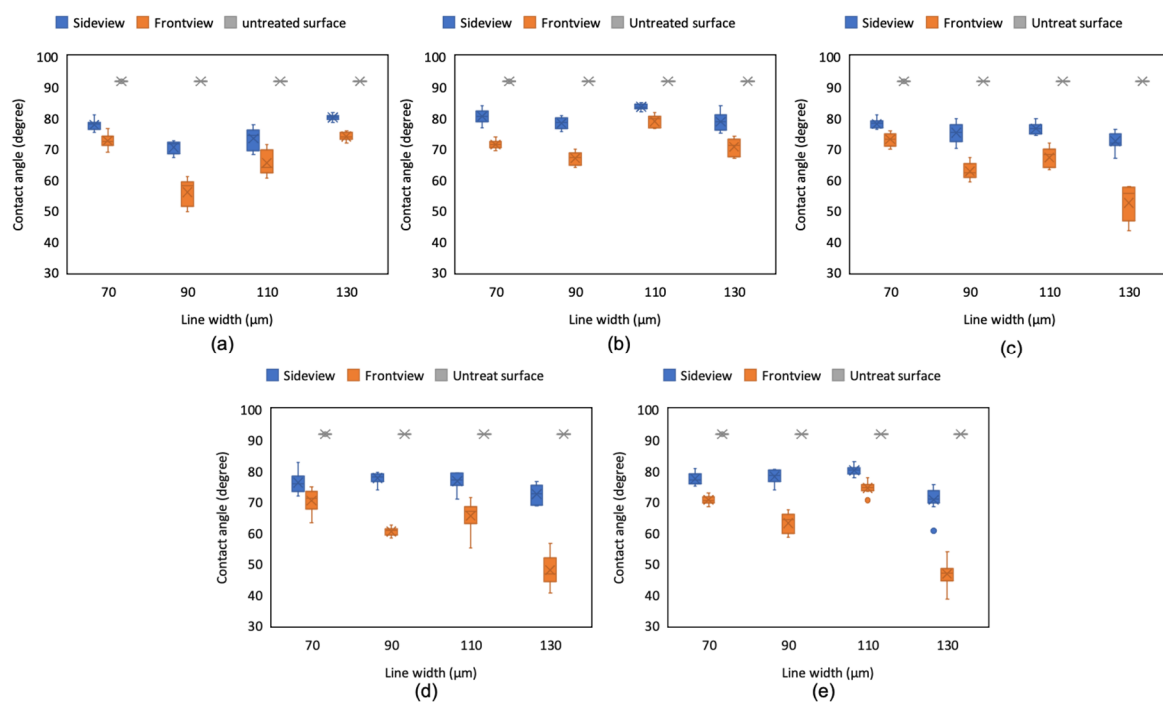 Sideview Frontview untreated surface
Contact angle (degree)
100
90
80
70
60
50
40
30
70 90 110 130
Line width (µm)
(a)
Sideview Frontview Untreated surface
Contact angle (degree)
100
90
80
70
60
50
40
30
70 90 110 130
Line width (µm)
(b)
Sideview Frontview Untreat surface
Contact angle (degree)
100
90
80
70
60
50
40
30
70 90 110 130
Line width (µm)
(c)
Sideview Frontview Untreat surface
Contact angle (degree)
100
90
80
70
60
50
40
30
70 90 110 130
Line width (µm)
(d)
Sideview Frontview Untreat surface
Contact angle (degree)
100
90
80
70
60
50
40
30
70 90 110 130
Line width (µm)
(e)